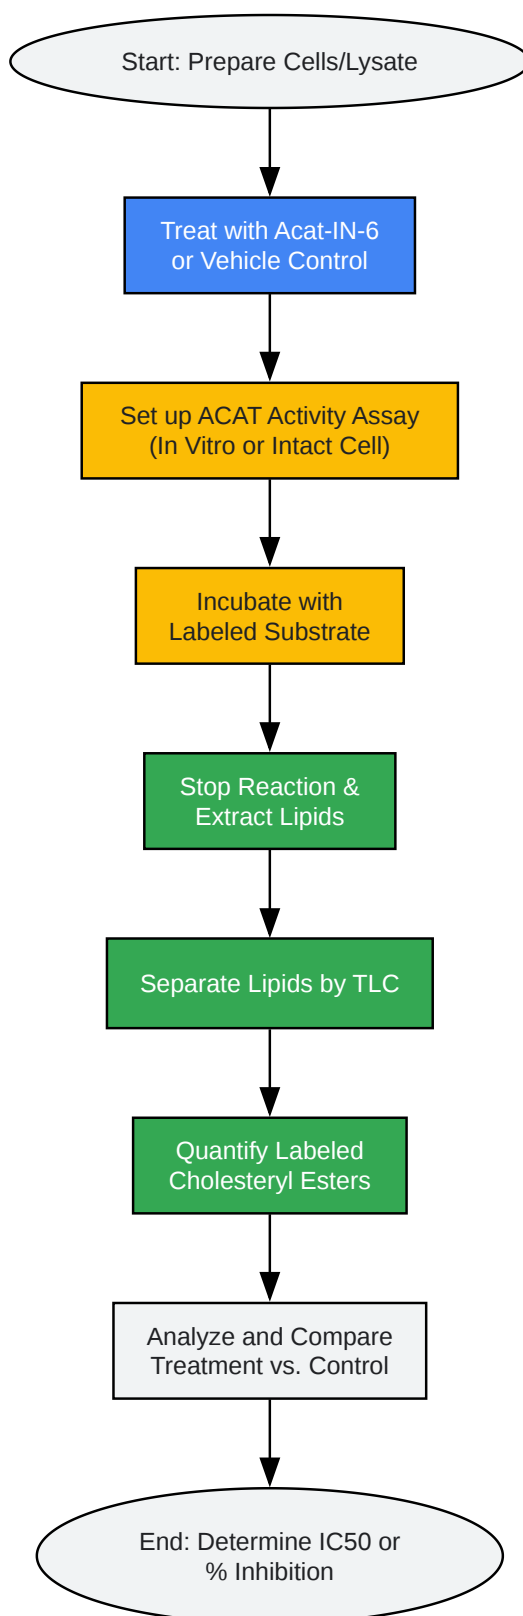 Start: Prepare Cells/Lysate
Treat with Acat-IN-6
or Vehicle Control
Set up ACAT Activity Assay
(In Vitro or Intact Cell)
Incubate with
Labeled Substrate
Stop Reaction &
Extract Lipids
Separate Lipids by TLC
Quantify Labeled
Cholesteryl Esters
Analyze and Compare
Treatment vs. Control
End: Determine IC50 or
% Inhibition